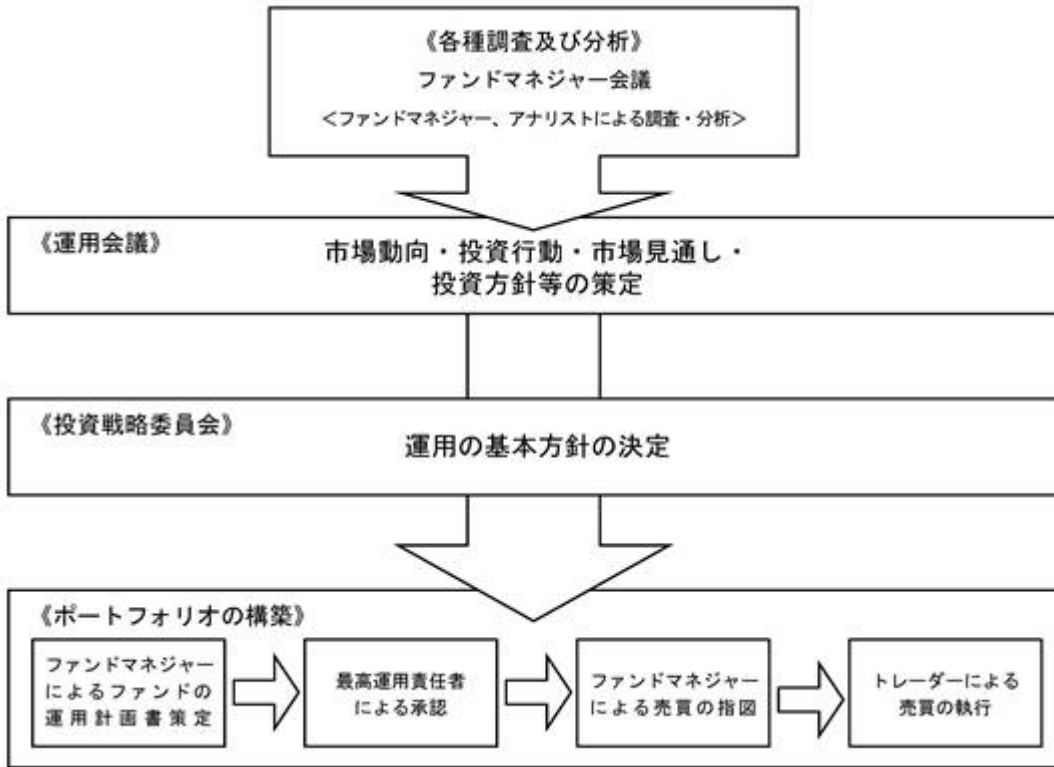 《各種調査及び分析》
ファンドマネジャー会議
＜ファンドマネジャー、アナリストによる調査・分析＞
《運用会議》
市場動向・投資行動・市場見通し・
投資方針等の策定
《投資戦略委員会》
運用の基本方針の決定
《ポートフォリオの構築》
ファンドマネジャー
によるファンドの
運用計画書策定
最高運用責任者
による承認
ファンドマネジャー
による売買の指図
トレーダーによる
売買の執行